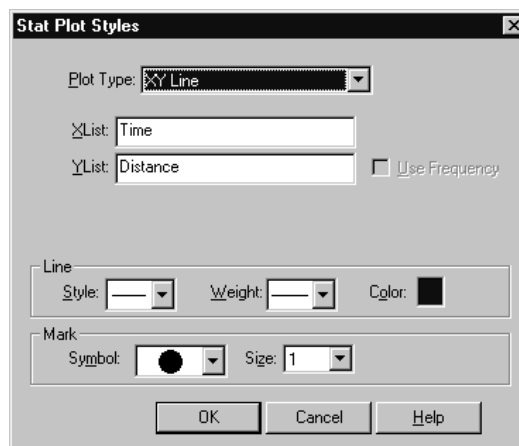 Stat Plot Styles
Plot Type: XY Line
XList: Time
YList: Distance
Use Frequency
Line
Style:
Weight:
Color:
Mark
Symbol:
Size: 1
OK
Cancel
Help